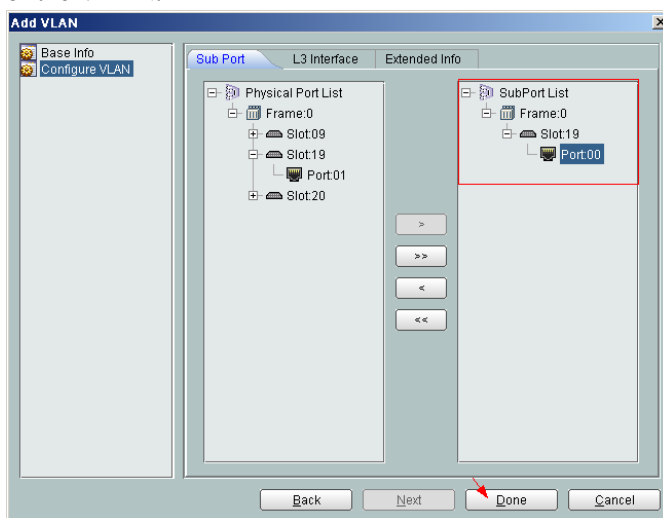 Add VLAN
Base Info
Configure VLAN
Sub Port
L3 Interface
Extended Info
Physical Port List
Frame:0
Slot:09
Slot:19
Port:01
Slot:20
>
>>
<
<<
SubPort List
Frame:0
Slot:19
Port:00
Back
Next
Done
Cancel